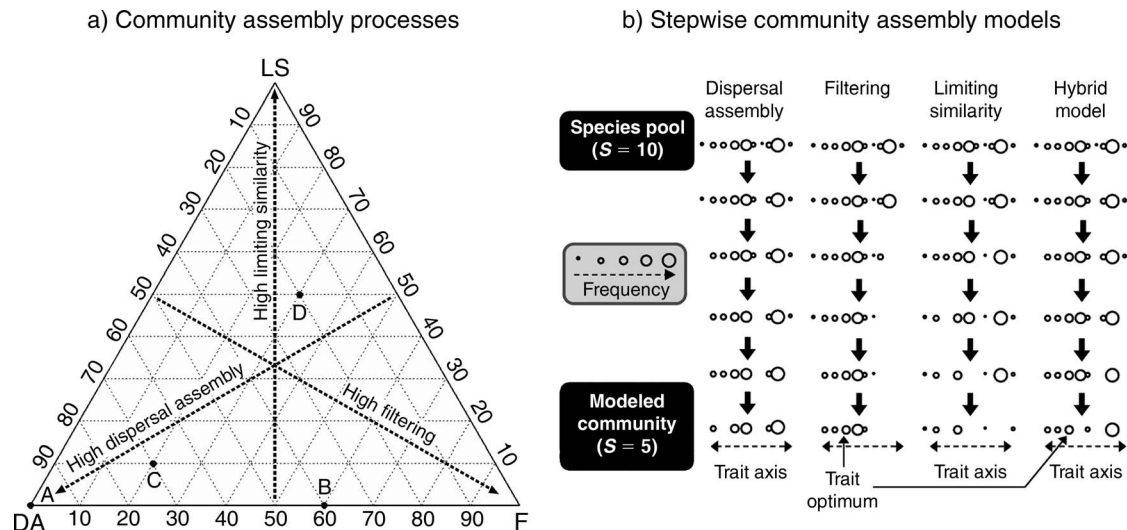 a) Community assembly processes
LS
10
20
30
40
50
60
70
80
90
90
80
70
60
50
40
30
20
10
High limiting similarity
High dispersal assembly
High filtering
D
C
B
A
DA
10
20
30
40
50
60
70
80
90
F
b) Stepwise community assembly models
Dispersal
assembly
Filtering
Limiting
similarity
Hybrid
model
Species pool
(S = 10)
Frequency
Modeled
community
(S = 5)
Trait axis
Trait axis
Trait axis
Trait
optimum